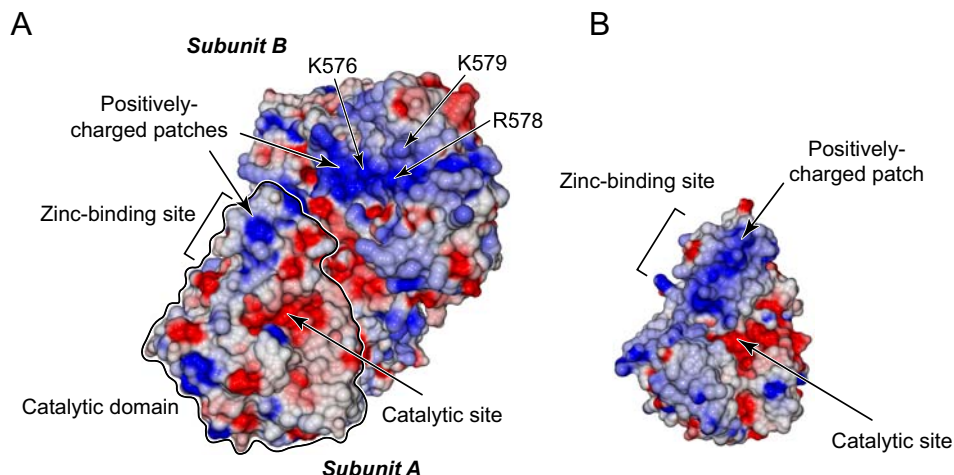 A
Subunit B
K576
K579
R578
Positively-
charged patches
Zinc-binding site
Catalytic domain
Catalytic site
Subunit A
B
Positively-
charged patch
Zinc-binding site
Catalytic site